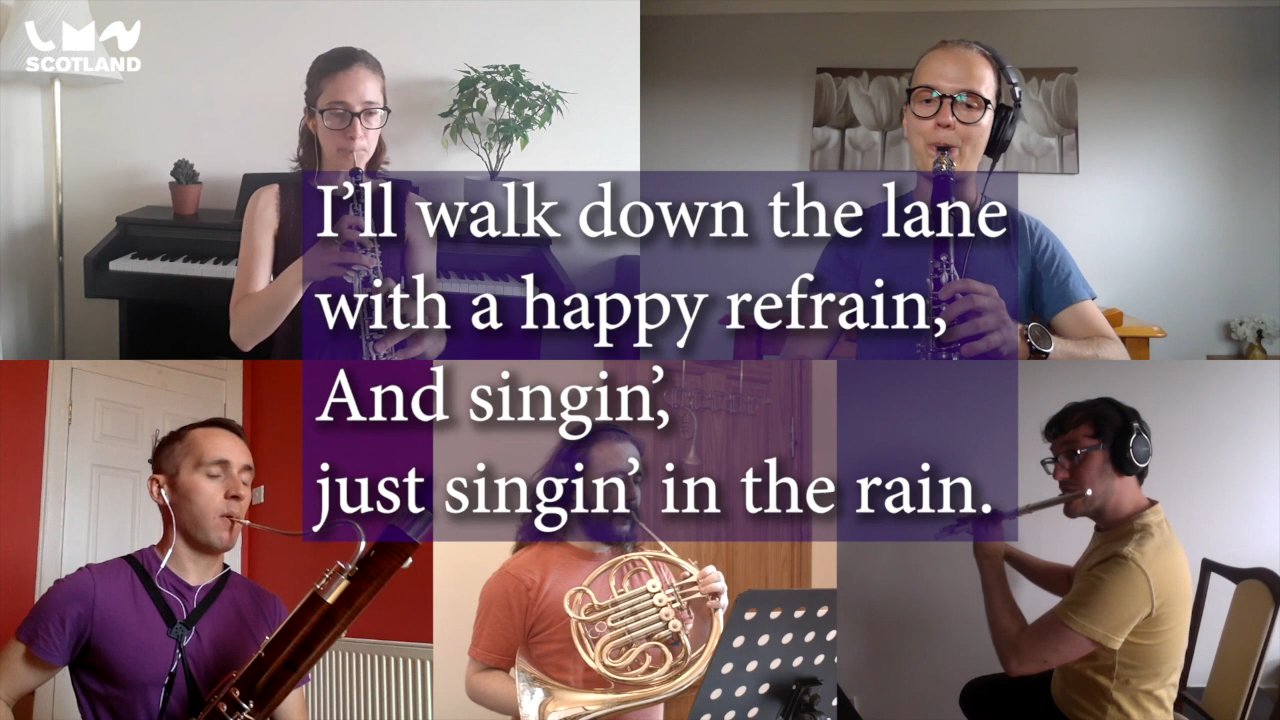 LMN
SCOTLAND
I’ll walk down the lane
with a happy refrain,
And singin’,
just singin’ in the rain.